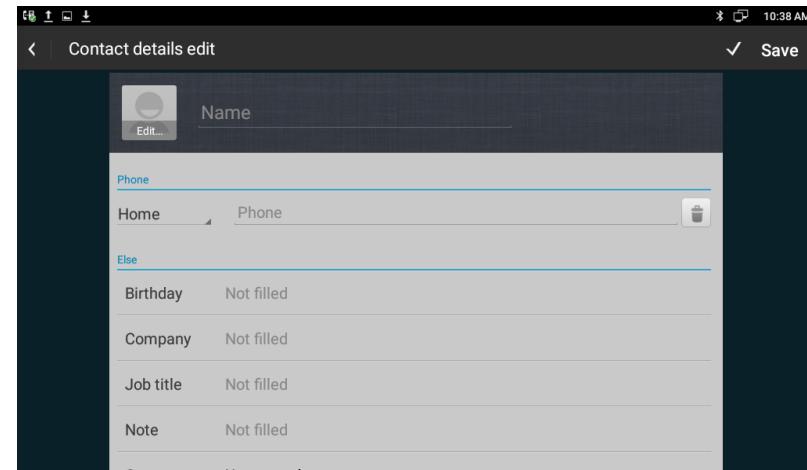 10:38 AM
Contact details edit
Save
Edit...
Name
Phone
Home
Phone
Else
Birthday Not filled
Company Not filled
Job title Not filled
Note Not filled